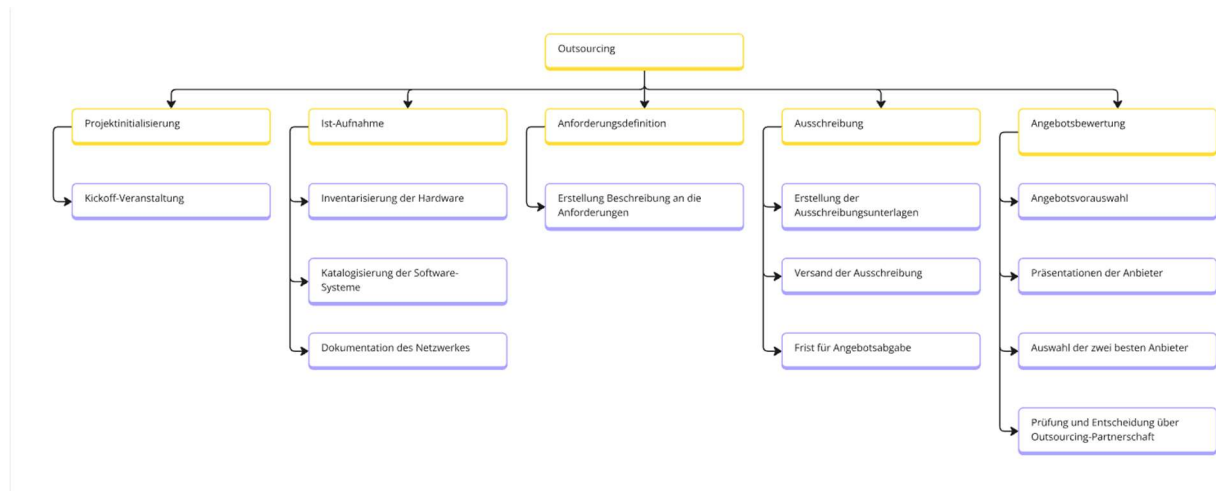 Outsourcing
Projektinitialisierung
Ist-Aufnahme
Anforderungsdefinition
Ausschreibung
Angebotsbewertung
Kickoff-Veranstaltung
Inventarisierung der Hardware
Erstellung Beschreibung an die
Anforderungen
Erstellung der
Ausschreibungsunterlagen
Angebotsvorauswahl
Katalogisierung der Software-
Systeme
Versand der Ausschreibung
Präsentationen der Anbieter
Dokumentation des Netzwerkes
Frist für Angebotsabgabe
Auswahl der zwei besten Anbieter
Prüfung und Entscheidung über
Outsourcing-Partnerschaft